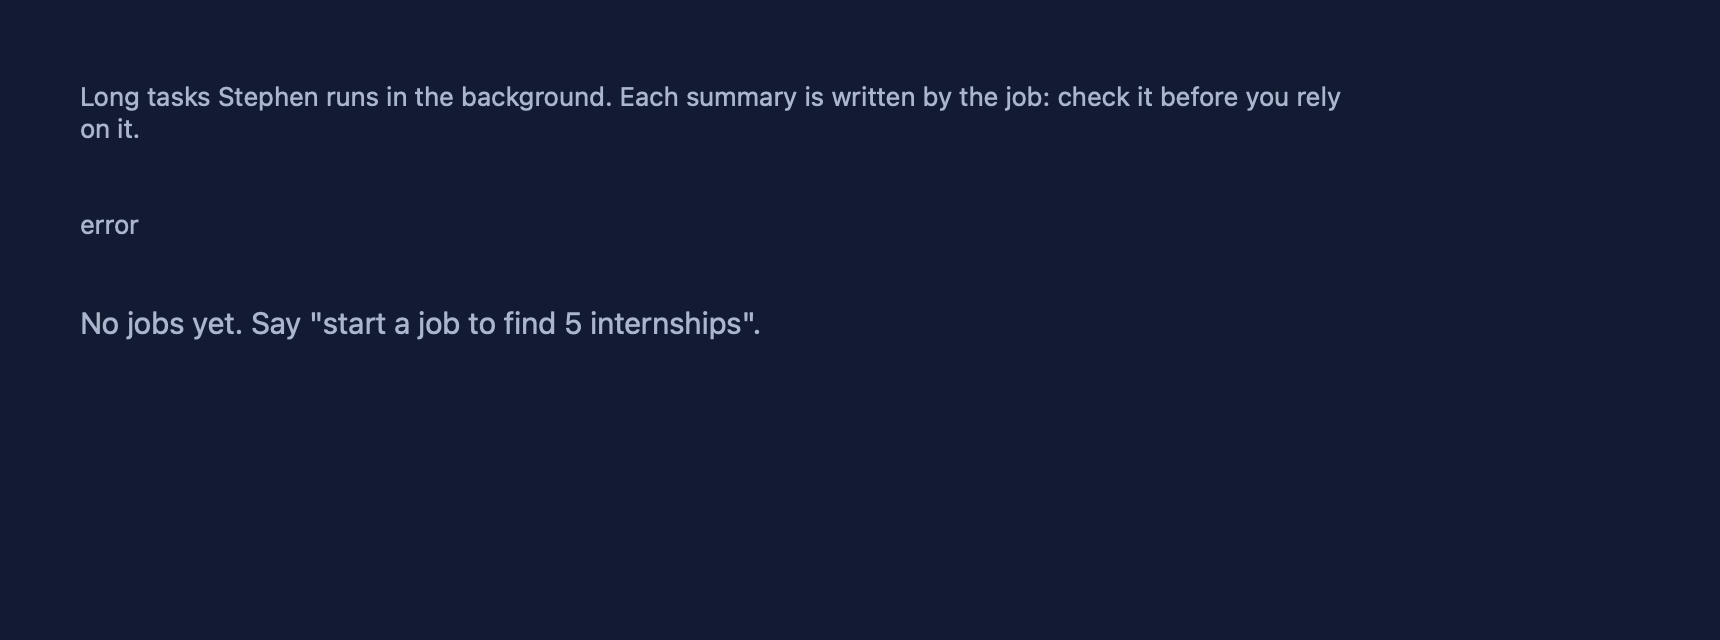 Long tasks Stephen runs in the background. Each summary is written by the job: check it before you rely
on it.
error
No jobs yet. Say "start a job to find 5 internships".